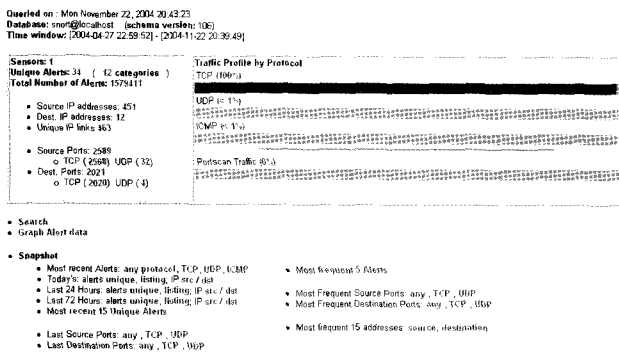 Queried on : Mon November 22, 2004 20:43:23
Database: snort@localhost (schema version: 106)
Time window: [2004-04-27 22:59:52] - [2004-11-22 20:39:49]
Sensors: 1
Unique Alerts: 34 ( 12 categories )
Total Number of Alerts: 1579411
Source IP addresses: 451
Dest. IP addresses: 12
Unique IP links 463
Source Ports: 2589
TCP ( 2568) UDP ( 32)
Dest. Ports: 2021
TCP ( 2020) UDP ( 4)
Traffic Profile by Protocol
TCP (100%)
UDP (< 1%)
ICMP (< 1%)
Portscan Traffic (0%)
Search
Graph Alert data
Snapshot
Most recent Alerts: any protocol, TCP, UDP, ICMP
Today's: alerts unique, listing; IP src / dst
Last 24 Hours: alerts unique, listing; IP src / dst
Last 72 Hours: alerts unique, listing; IP src / dst
Most recent 15 Unique Alerts
Last Source Ports: any , TCP , UDP
Last Destination Ports: any , TCP , UDP
Most frequent 5 Alerts
Most Frequent Source Ports: any , TCP , UDP
Most Frequent Destination Ports: any , TCP , UDP
Most frequent 15 addresses: source, destination